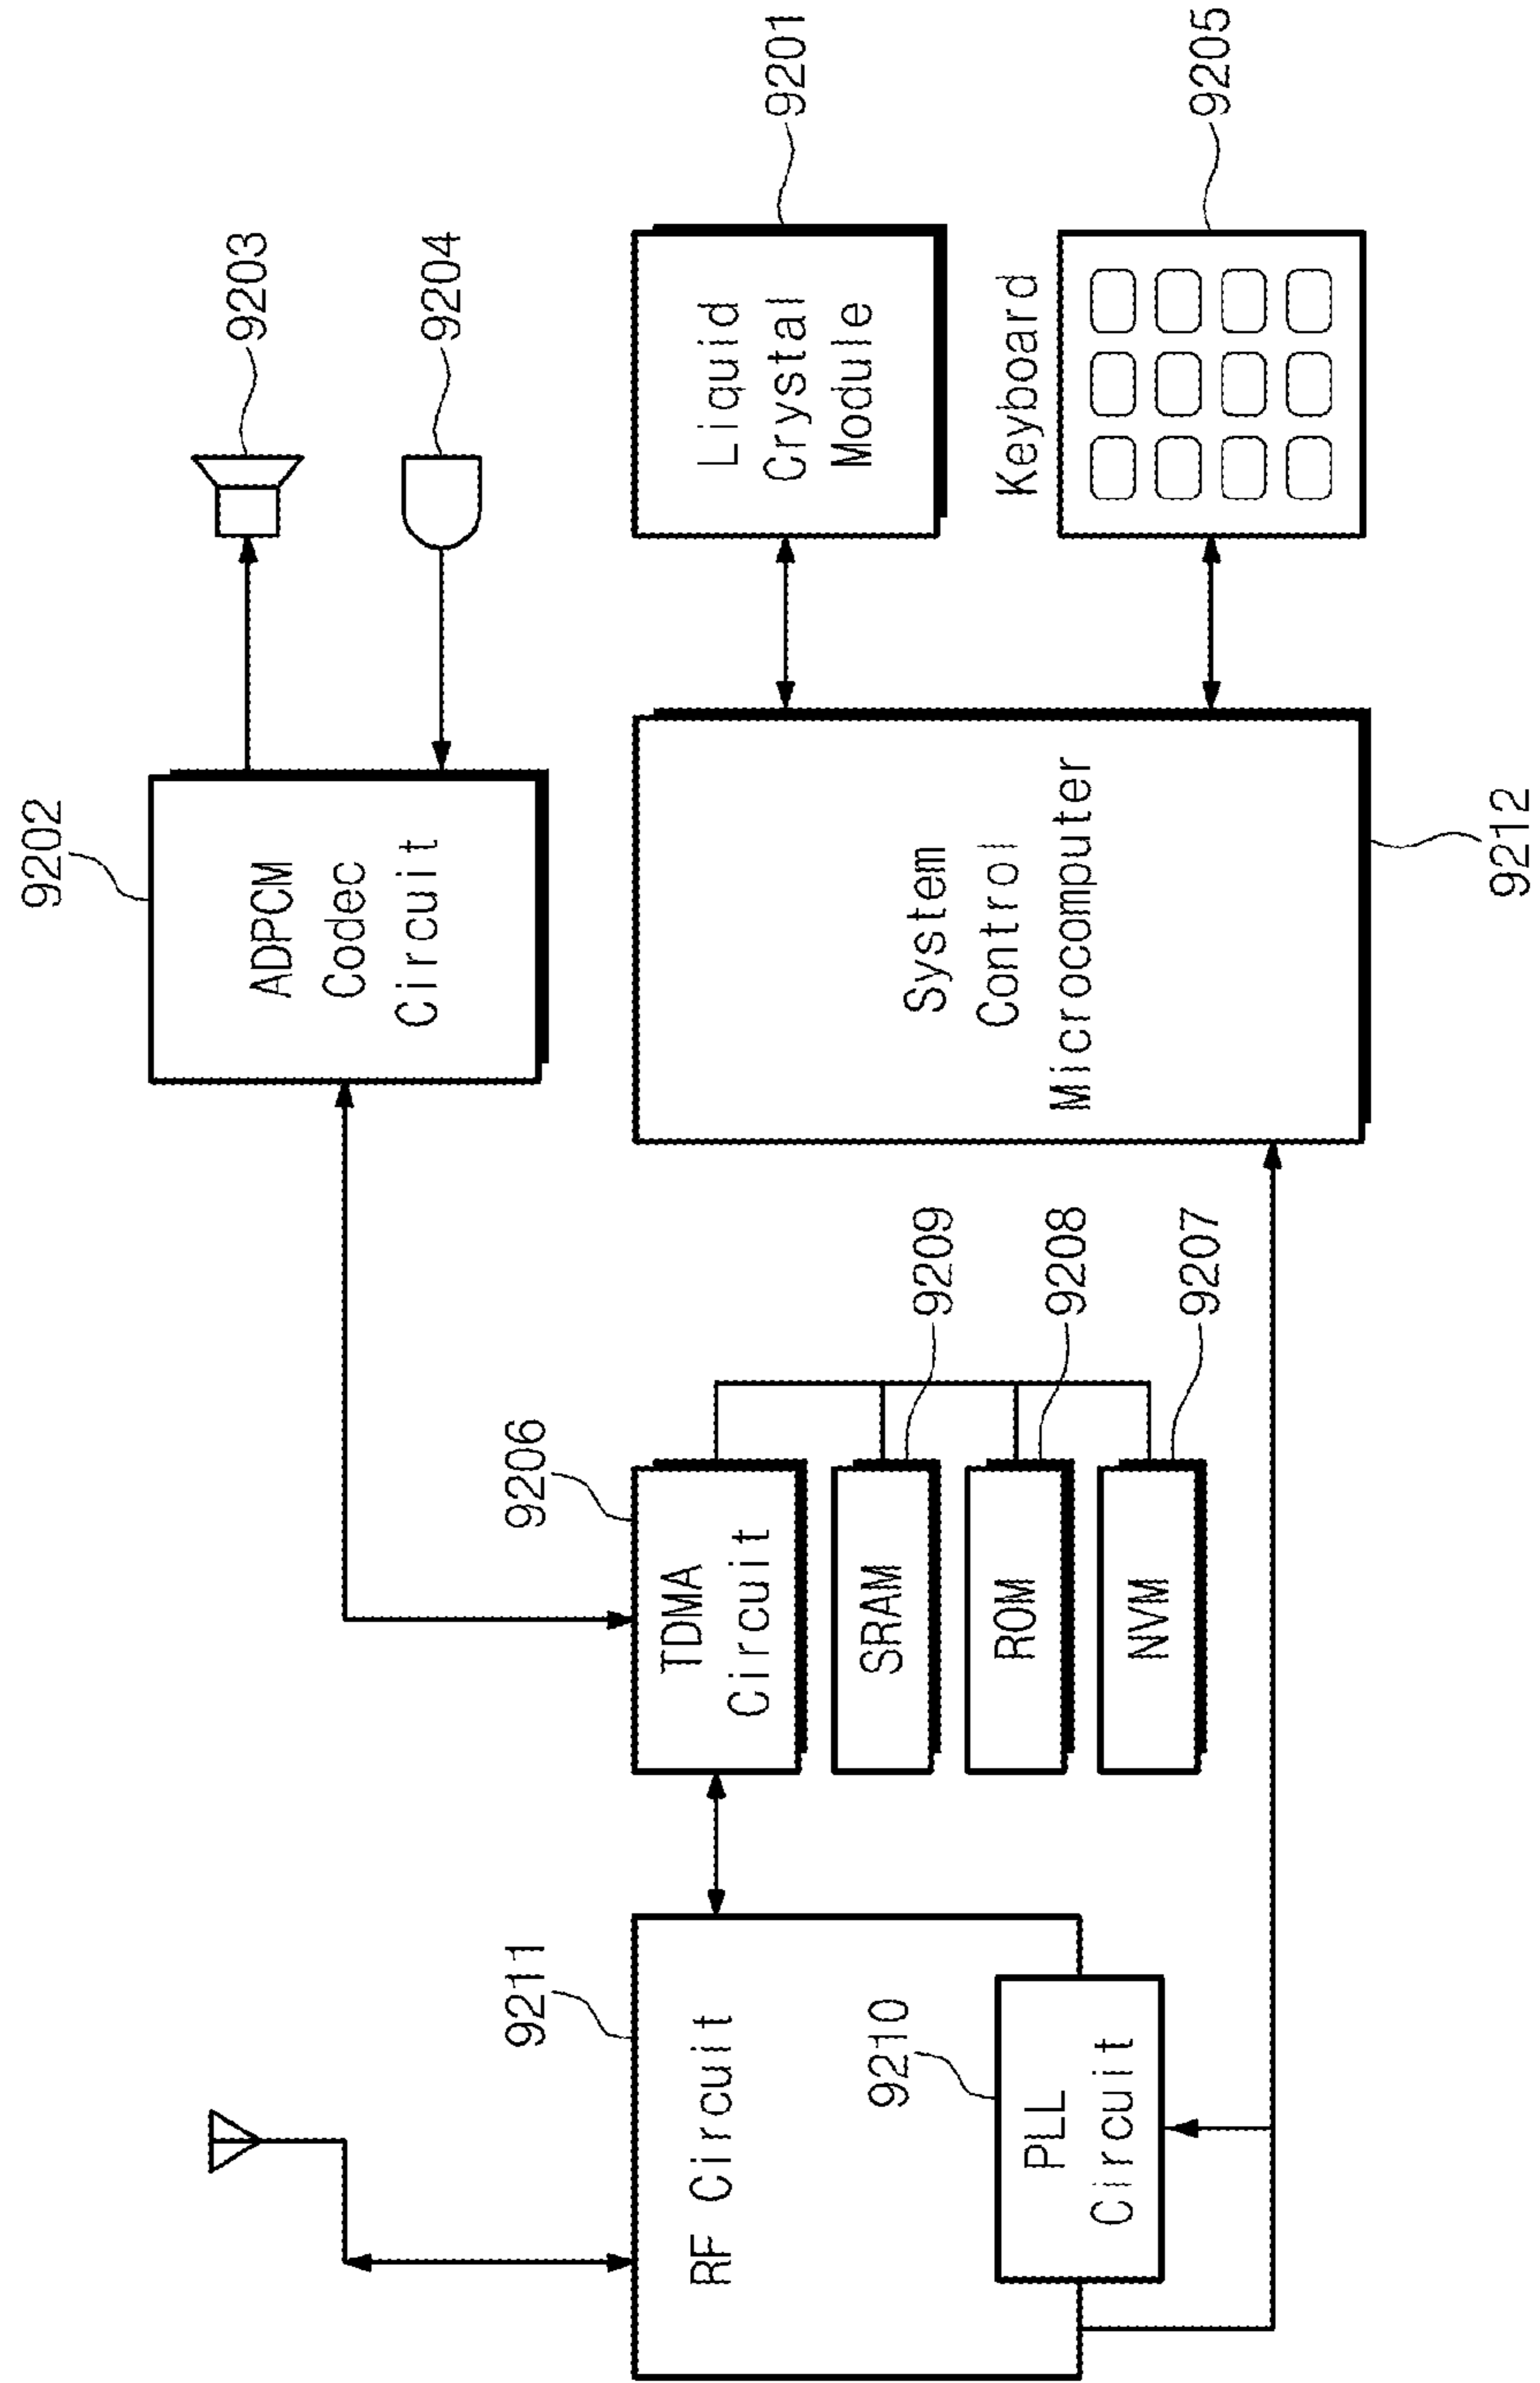 9202
ADPCM
Codec
Circuit
9203
9204
9211
RF Circuit
9210
PLL
Circuit
9206
TDMA
Circuit
SRAM
9209
ROM
9208
NVM
9207
System
Control
Microcomputer
9212
Liquid
Crystal
Module
9201
Keyboard
9205